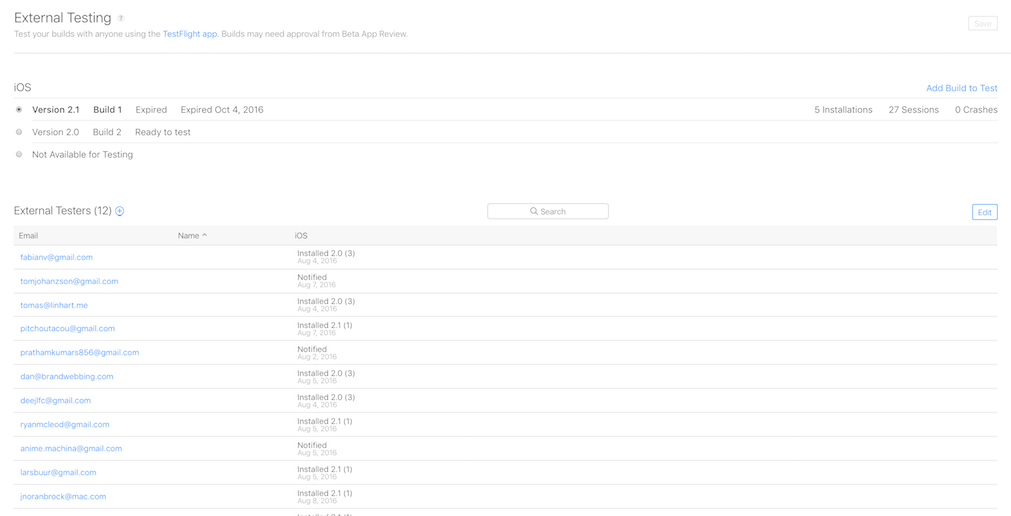 External Testing ?
Save
Test your builds with anyone using the TestFlight app. Builds may need approval from Beta App Review.
iOS
Add Build to Test
Version 2.1 Build 1 Expired Expired Oct 4, 2016 5 Installations 27 Sessions 0 Crashes
Version 2.0 Build 2 Ready to test
Not Available for Testing
External Testers (12)
Search
Edit
Email Name iOS
fabianv@gmail.com Installed 2.0 (3)
Aug 4, 2016
tomjohanzson@gmail.com Notified
Aug 7, 2016
tomas@linhart.me Installed 2.0 (3)
Aug 4, 2016
pitchoutacou@gmail.com Installed 2.1 (1)
Aug 7, 2016
prathamkumars856@gmail.com Notified
Aug 2, 2016
dan@brandwebbing.com Installed 2.0 (3)
Aug 5, 2016
deejlfc@gmail.com Installed 2.0 (3)
Aug 4, 2016
ryanmcleod@gmail.com Installed 2.1 (1)
Aug 5, 2016
anime.machina@gmail.com Notified
Aug 5, 2016
larsbuur@gmail.com Installed 2.1 (1)
Aug 5, 2016
jnoranbrock@mac.com Installed 2.1 (1)
Aug 8, 2016